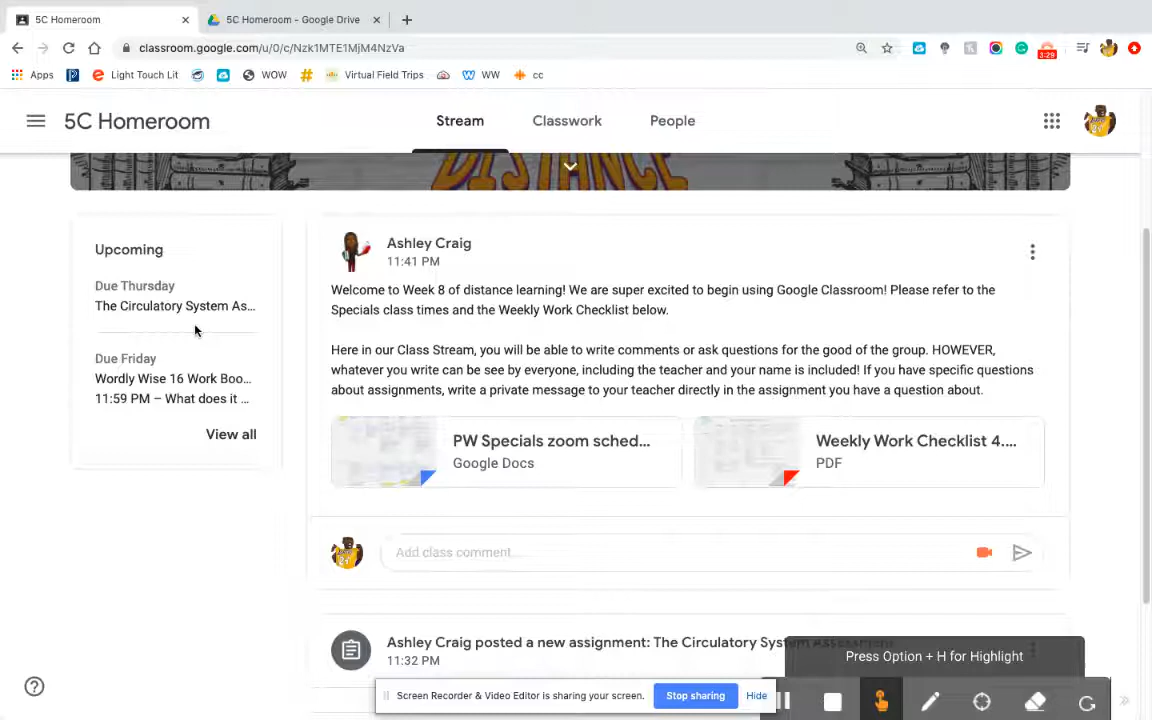 5C Homeroom
5C Homeroom - Google Drive
classroom.google.com/u/0/c/Nzk1MTE1MjM4NzVa
3:29
Apps
Light Touch Lit
WOW
Virtual Field Trips
WW
cc
5C Homeroom
Stream
Classwork
People
DISTANCE
Upcoming
Due Thursday
The Circulatory System As...
Due Friday
Wordly Wise 16 Work Boo...
11:59 PM – What does it ...
View all
Ashley Craig
11:41 PM
Welcome to Week 8 of distance learning! We are super excited to begin using Google Classroom! Please refer to the
Specials class times and the Weekly Work Checklist below.
Here in our Class Stream, you will be able to write comments or ask questions for the good of the group. HOWEVER,
whatever you write can be seen by everyone, including the teacher and your name is included! If you have specific questions
about assignments, write a private message to your teacher directly in the assignment you have a question about.
PW Specials zoom sched...
Google Docs
Weekly Work Checklist 4....
PDF
Add class comment...
Ashley Craig posted a new assignment: The Circulatory System Assessment
11:32 PM
Press Option + H for Highlight
Screen Recorder & Video Editor is sharing your screen.
Stop sharing
Hide